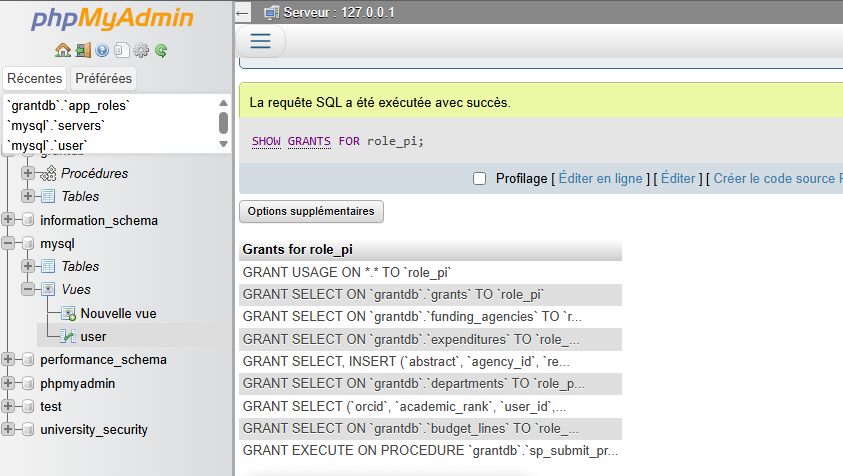 phpMyAdmin
Récentes Préférées
`grantdb`.`app_roles`
`mysql`.`servers`
`mysql`.`user`
grantdb
Procédures
Tables
information_schema
mysql
Tables
Vues
Nouvelle vue
user
performance_schema
phpmyadmin
test
university_security
← Serveur : 127.0.0.1
La requête SQL a été exécutée avec succès.
SHOW GRANTS FOR role_pi;
Profilage [ Éditer en ligne ] [ Éditer ] [ Créer le code source
Options supplémentaires
Grants for role_pi
GRANT USAGE ON *.* TO `role_pi`
GRANT SELECT ON `grantdb`.`grants` TO `role_pi`
GRANT SELECT ON `grantdb`.`funding_agencies` TO `r...
GRANT SELECT ON `grantdb`.`expenditures` TO `role_...
GRANT SELECT, INSERT (`abstract`, `agency_id`, `re...
GRANT SELECT ON `grantdb`.`departments` TO `role_p...
GRANT SELECT (`orcid`, `academic_rank`, `user_id`,...
GRANT SELECT ON `grantdb`.`budget_lines` TO `role_...
GRANT EXECUTE ON PROCEDURE `grantdb`.`sp_submit_pr...